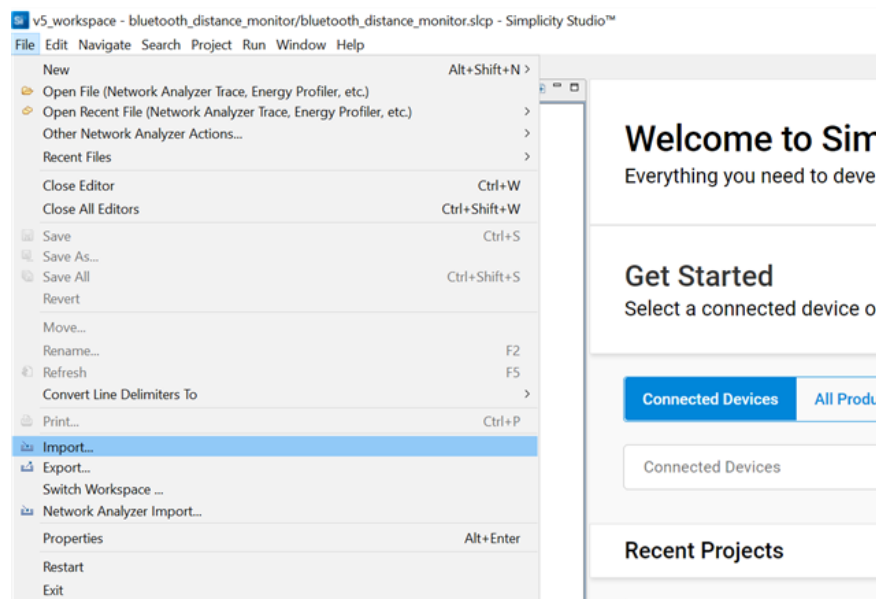 Si v5_workspace - bluetooth_distance_monitor/bluetooth_distance_monitor.slcp - Simplicity Studio™
File Edit Navigate Search Project Run Window Help
New Alt+Shift+N >
Open File (Network Analyzer Trace, Energy Profiler, etc.)
Open Recent File (Network Analyzer Trace, Energy Profiler, etc.) >
Other Network Analyzer Actions... >
Recent Files >
Close Editor Ctrl+W
Close All Editors Ctrl+Shift+W
Save Ctrl+S
Save As...
Save All Ctrl+Shift+S
Revert
Move...
Rename... F2
Refresh F5
Convert Line Delimiters To >
Print... Ctrl+P
Import...
Export...
Switch Workspace ...
Network Analyzer Import...
Properties Alt+Enter
Restart
Exit
Welcome to Sim
Everything you need to deve
Get Started
Select a connected device o
Connected Devices All Produ
Connected Devices
Recent Projects